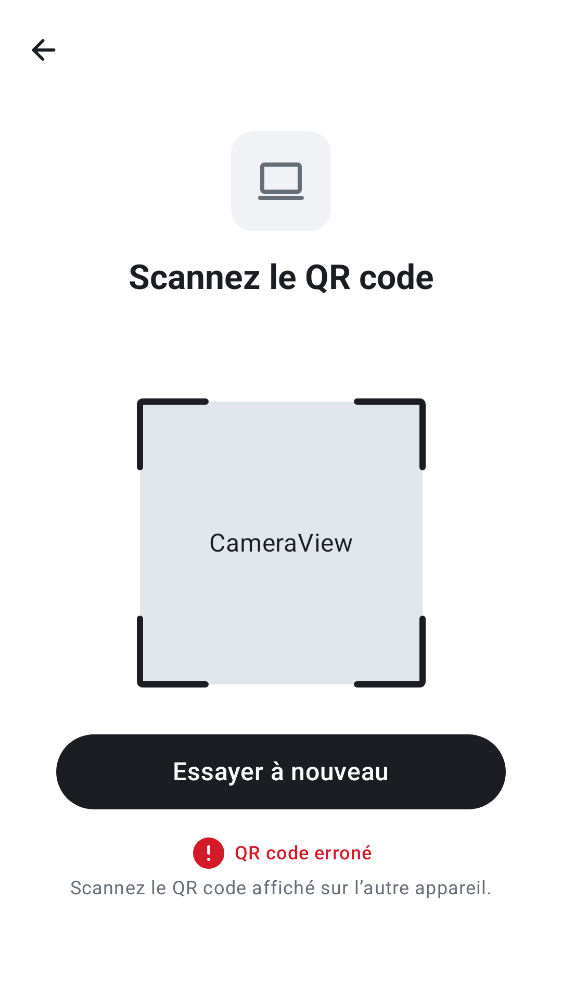 Scannez le QR code
CameraView
Essayer à nouveau
QR code erroné
Scannez le QR code affiché sur l’autre appareil.